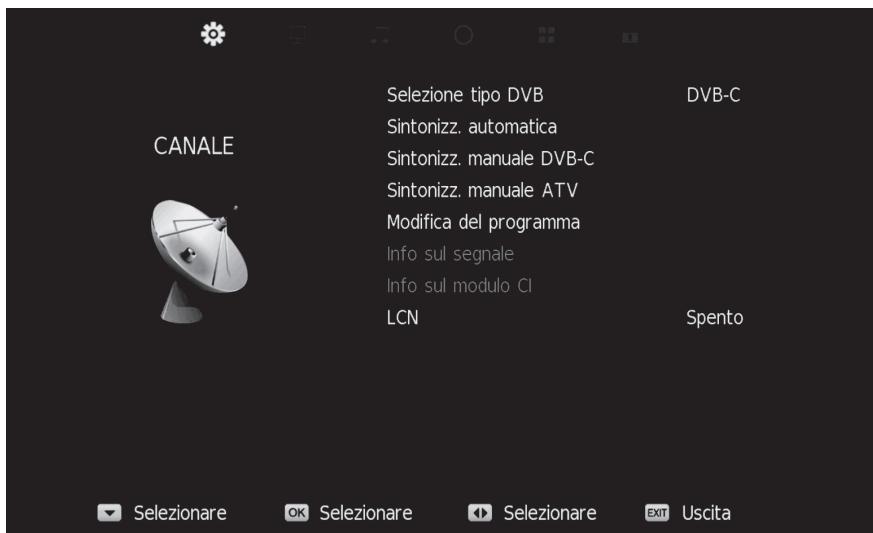 Selezione tipo DVB DVB-C
Sintonizz. automatica
CANALE
Sintonizz. manuale DVB-C
Sintonizz. manuale ATV
Modifica del programma
Info sul segnale
Info sul modulo CI
LCN Spento
Selezionare OK Selezionare Selezionare EXIT Uscita